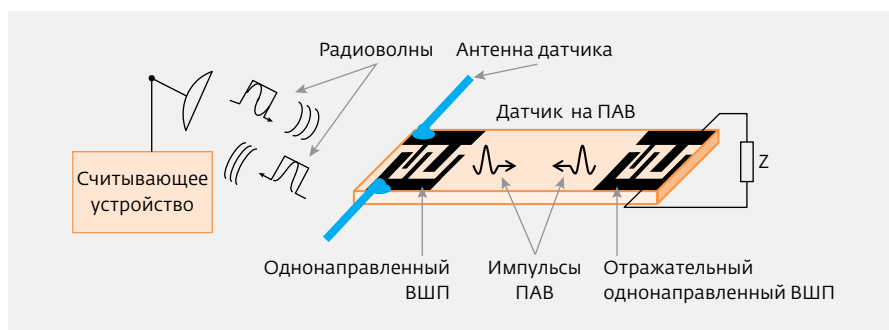 Радиоволны
Антенна датчика
Датчик на ПАВ
Считывающее
устройство
Z
Однонаправленный
ВШП
Импульсы
ПАВ
Отражательный
однонаправленный ВШП